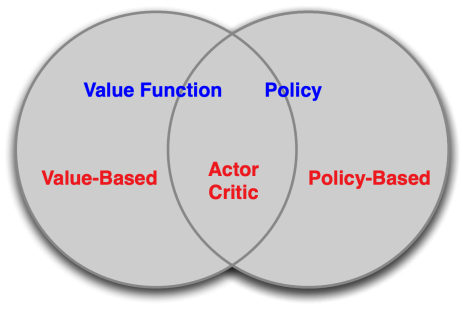 Value Function
Policy
Value-Based
Actor
Critic
Policy-Based